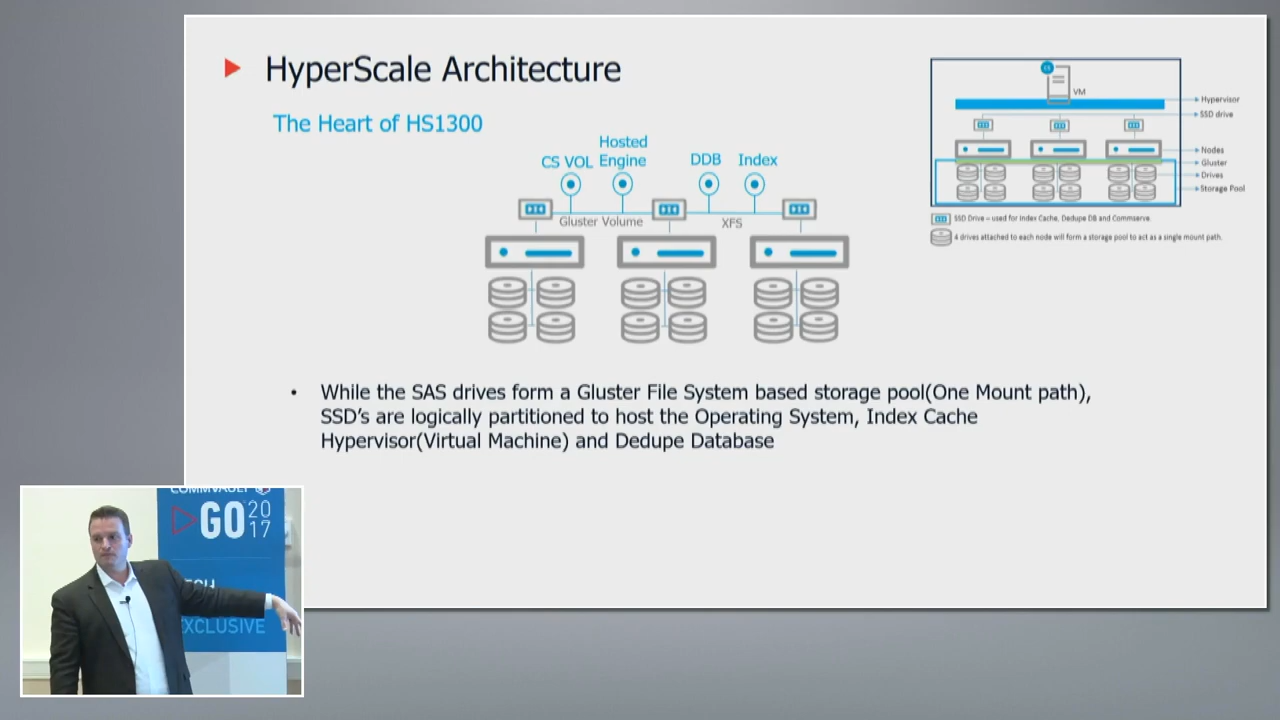 HyperScale Architecture
The Heart of HS1300
CS VOL
Hosted
Engine
DDB
Index
Gluster Volume
XFS
CS
VM
Hypervisor
SSD drive
Nodes
Gluster
Drives
Storage Pool
SSD Drive – used for Index Cache, Dedupe DB and Commserve.
4 drives attached to each node will form a storage pool to act as a single mount path.
• While the SAS drives form a Gluster File System based storage pool(One Mount path),
SSD's are logically partitioned to host the Operating System, Index Cache
Hypervisor(Virtual Machine) and Dedupe Database
COMMVAULT
GO 20
17
EXCLUSIVE